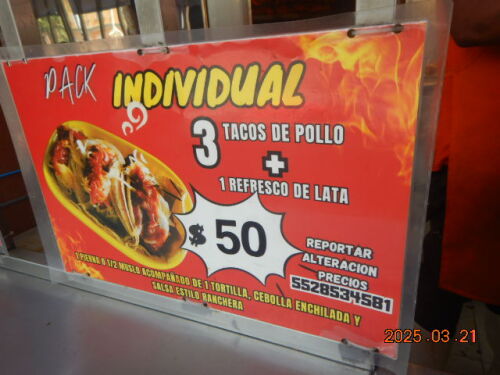 PACK
INDIVIDUAL
3 TACOS DE POLLO
+
1 REFRESCO DE LATA
$ 50
REPORTAR
ALTERACION
PRECIOS
5528534581
1 PIERNA O 1/2 MUSLO ACOMPAÑADO DE 1 TORTILLA, CEBOLLA ENCHILADA Y
SALSA ESTILO RANCHERA
2025.03.21